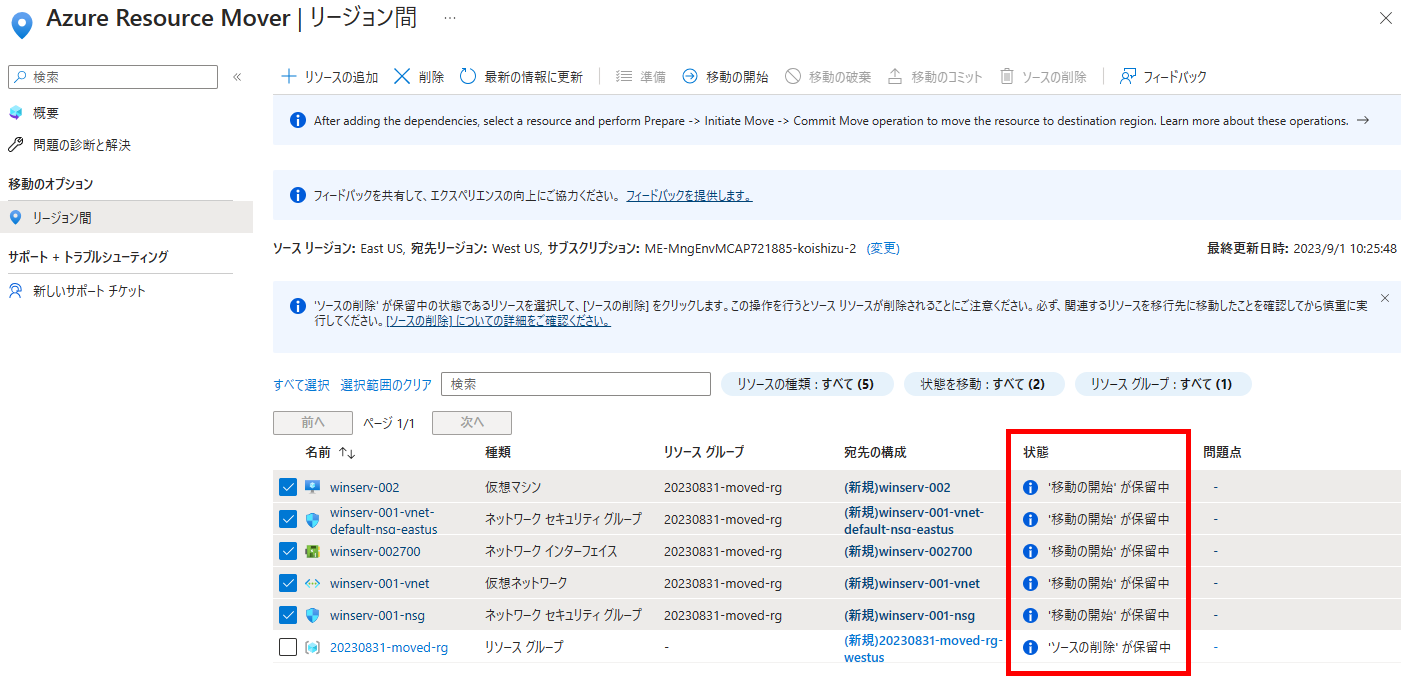 Azure Resource Mover | リージョン間 …
検索 «
＋ リソースの追加 削除 最新の情報に更新 準備 移動の開始 移動の破棄 移動のコミット ソースの削除 フィードバック
概要
問題の診断と解決
移動のオプション
リージョン間
サポート + トラブルシューティング
新しいサポート チケット
After adding the dependencies, select a resource and perform Prepare -> Initiate Move -> Commit Move operation to move the resource to destination region. Learn more about these operations. →
フィードバックを共有して、エクスペリエンスの向上にご協力ください。 フィードバックを提供します。
ソース リージョン: East US, 宛先リージョン: West US, サブスクリプション: ME-MngEnvMCAP721885-koishizu-2 (変更) 最終更新日時: 2023/9/1 10:25:48
'ソースの削除' が保留中の状態であるリソースを選択して、[ソースの削除] をクリックします。この操作を行うとソース リソースが削除されることにご注意ください。必ず、関連するリソースを移行先に移動したことを確認してから慎重に実
行してください。[ソースの削除] についての詳細をご確認ください。
すべて選択 選択範囲のクリア 検索 リソースの種類 : すべて (5) 状態を移動 : すべて (2) リソース グループ : すべて (1)
前へ ページ 1/1 次へ
名前 ↑↓ 種類 リソース グループ 宛先の構成 状態 問題点
winserv-002 仮想マシン 20230831-moved-rg (新規)winserv-002 '移動の開始' が保留中 -
winserv-001-vnet- (新規)winserv-001-vnet-
default-nsg-eastus ネットワーク セキュリティ グループ 20230831-moved-rg default-nsg-eastus '移動の開始' が保留中 -
winserv-002700 ネットワーク インターフェイス 20230831-moved-rg (新規)winserv-002700 '移動の開始' が保留中 -
winserv-001-vnet 仮想ネットワーク 20230831-moved-rg (新規)winserv-001-vnet '移動の開始' が保留中 -
winserv-001-nsg ネットワーク セキュリティ グループ 20230831-moved-rg (新規)winserv-001-nsg '移動の開始' が保留中 -
20230831-moved-rg リソース グループ - (新規)20230831-moved-rg- 'ソースの削除' が保留中 -
westus